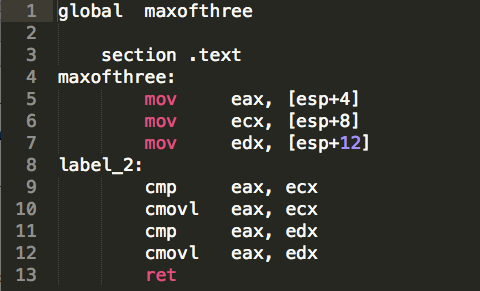 1 global  maxofthree
2
3     section .text
4 maxofthree:
5         mov     eax, [esp+4]
6         mov     ecx, [esp+8]
7         mov     edx, [esp+12]
8 label_2:
9         cmp     eax, ecx
10         cmovl   eax, ecx
11         cmp     eax, edx
12         cmovl   eax, edx
13         ret